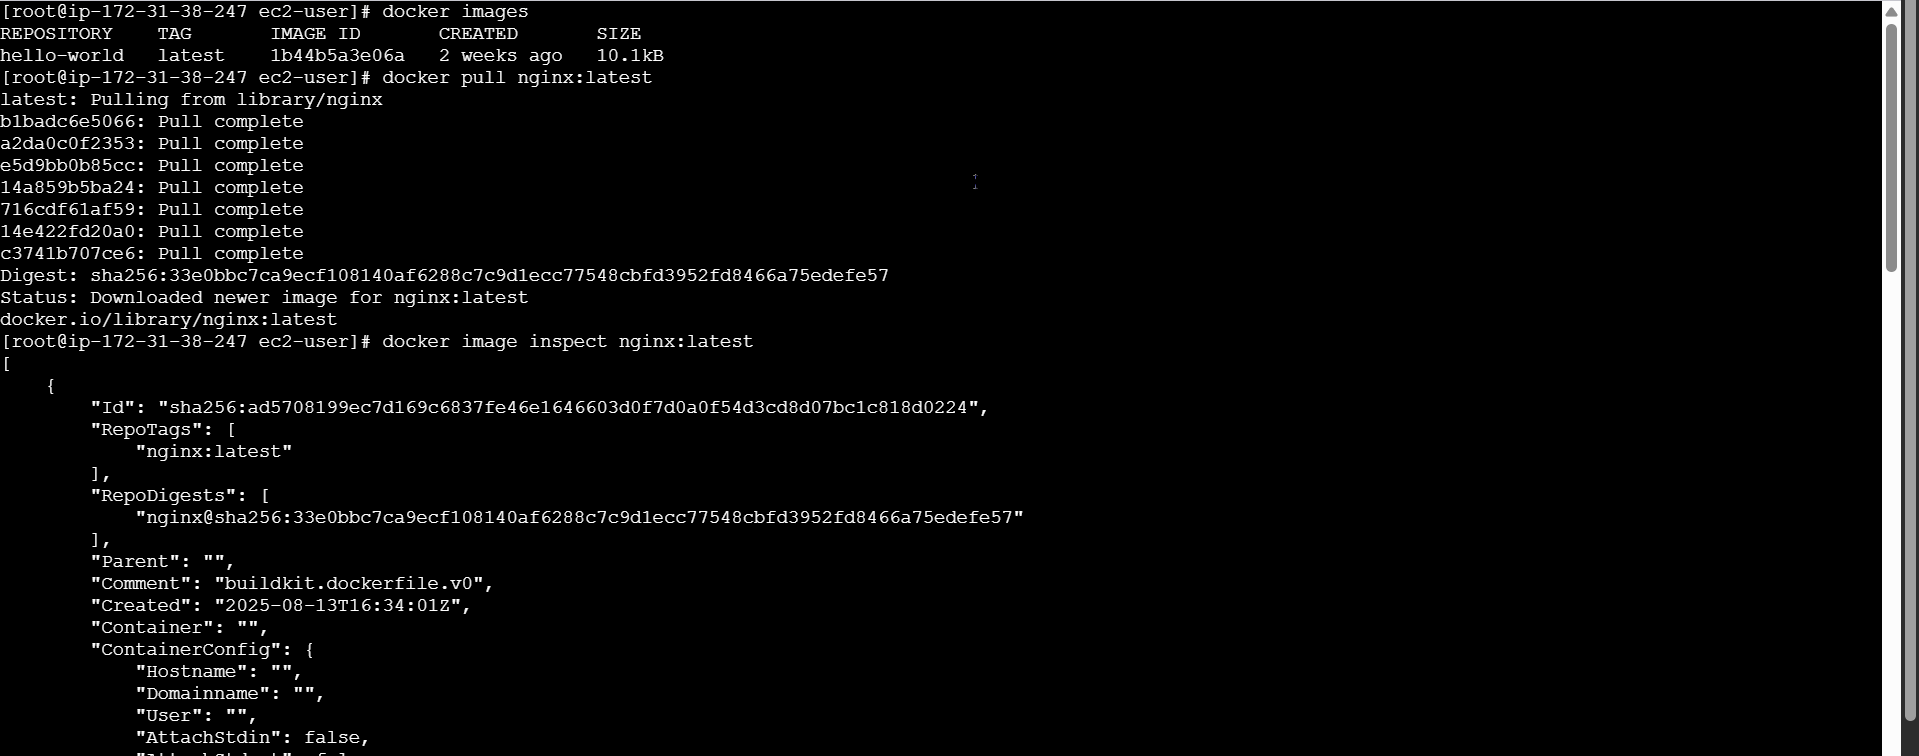 [root@ip-172-31-38-247 ec2-user]# docker images
REPOSITORY    TAG       IMAGE ID       CREATED       SIZE
hello-world   latest    1b44b5a3e06a   2 weeks ago   10.1kB
[root@ip-172-31-38-247 ec2-user]# docker pull nginx:latest
latest: Pulling from library/nginx
b1badc6e5066: Pull complete
a2da0c0f2353: Pull complete
e5d9bb0b85cc: Pull complete
14a859b5ba24: Pull complete
716cdf61af59: Pull complete
14e422fd20a0: Pull complete
c3741b707ce6: Pull complete
Digest: sha256:33e0bbc7ca9ecf108140af6288c7c9d1ecc77548cbfd3952fd8466a75edefe57
Status: Downloaded newer image for nginx:latest
docker.io/library/nginx:latest
[root@ip-172-31-38-247 ec2-user]# docker image inspect nginx:latest
[
    {
        "Id": "sha256:ad5708199ec7d169c6837fe46e1646603d0f7d0a0f54d3cd8d07bc1c818d0224",
        "RepoTags": [
            "nginx:latest"
        ],
        "RepoDigests": [
            "nginx@sha256:33e0bbc7ca9ecf108140af6288c7c9d1ecc77548cbfd3952fd8466a75edefe57"
        ],
        "Parent": "",
        "Comment": "buildkit.dockerfile.v0",
        "Created": "2025-08-13T16:34:01Z",
        "Container": "",
        "ContainerConfig": {
            "Hostname": "",
            "Domainname": "",
            "User": "",
            "AttachStdin": false,